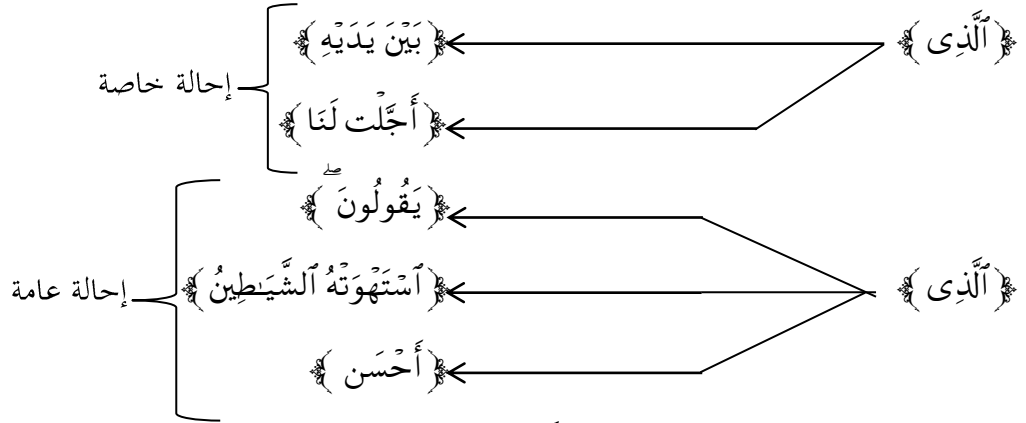 ﴿ ٱلَّذِى ﴾ ﴿ بَيْنَ يَدَيْهِ ﴾
إحالة خاصة
﴿ أَجَّلْت لَنَا ﴾
﴿ يَقُولُونَ ۖ ﴾
﴿ ٱلَّذِى ﴾ ﴿ ٱسْتَهْوَتْهُ ٱلشَّيَـٰطِينُ ﴾ إحالة عامة
﴿ أَحْسَن ﴾